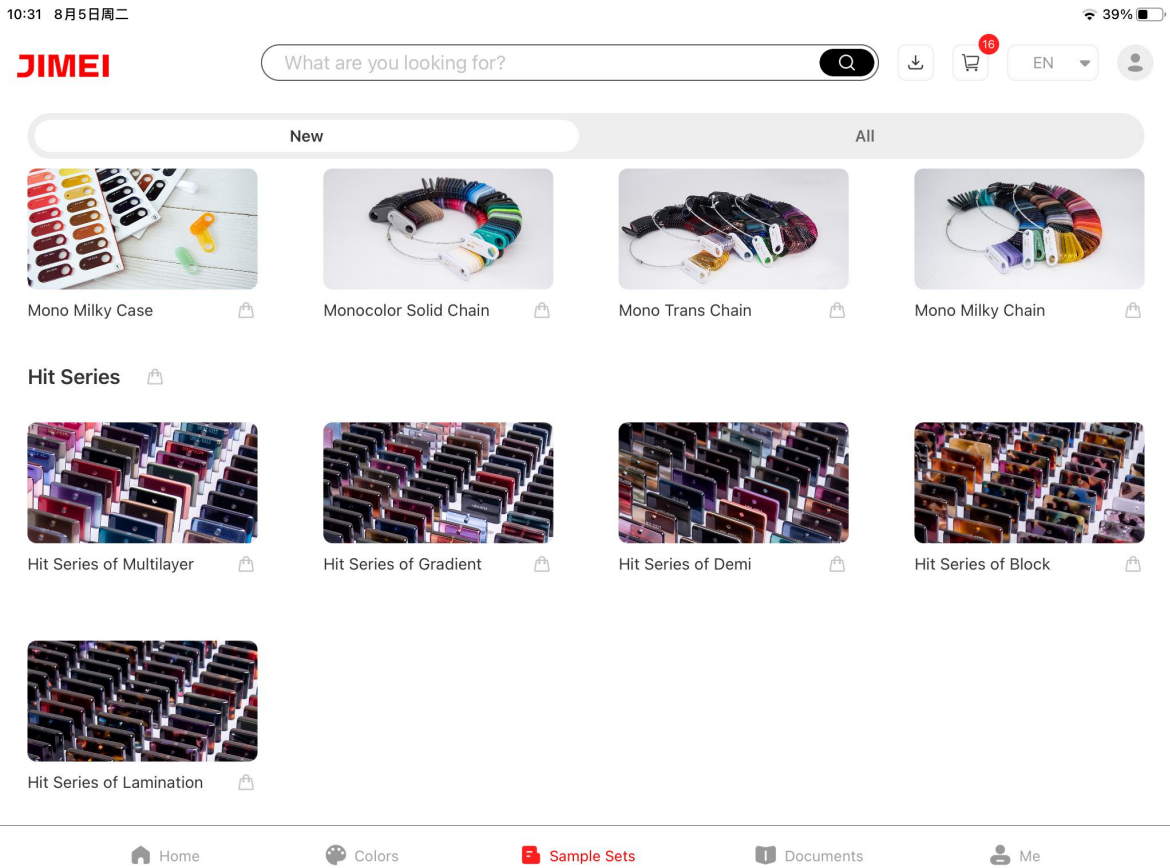 10:31 8月5日周二
39%
JIMEI
What are you looking for?
16
EN
New
All
Mono Milky Case
Monocolor Solid Chain
Mono Trans Chain
Mono Milky Chain
Hit Series
Hit Series of Multilayer
Hit Series of Gradient
Hit Series of Demi
Hit Series of Block
Hit Series of Lamination
Home
Colors
Sample Sets
Documents
Me